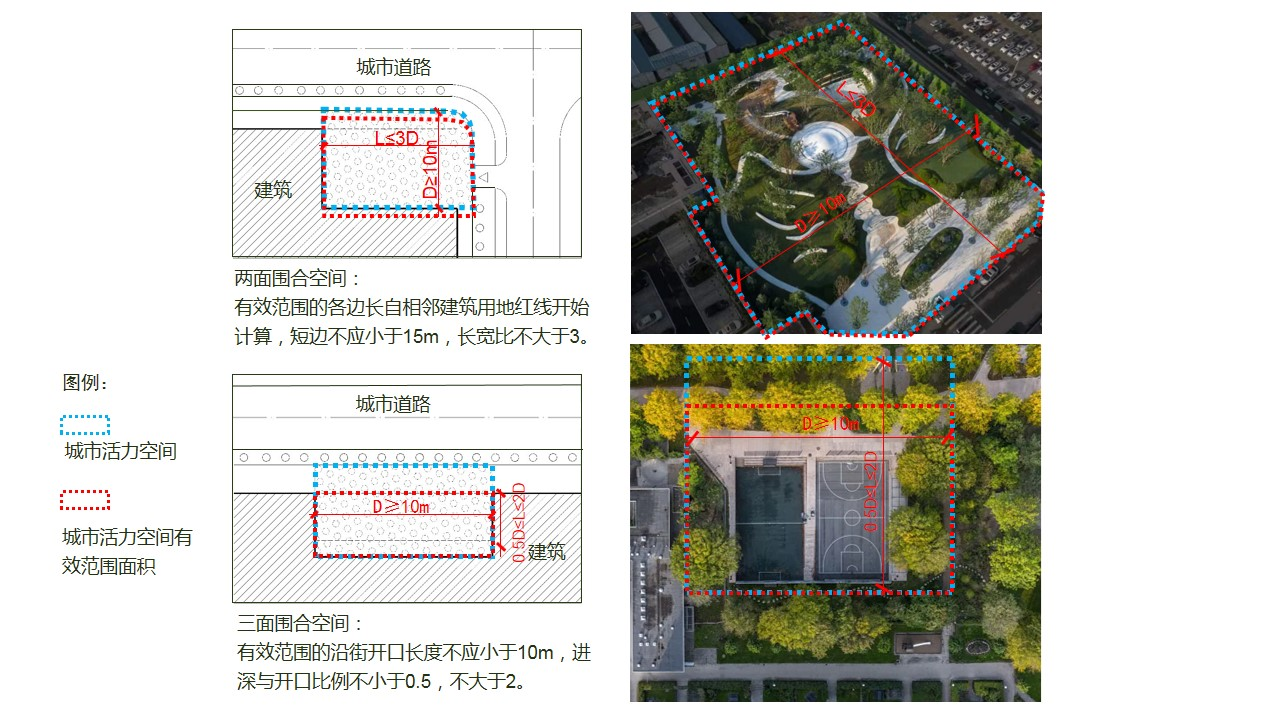 城市道路
L≤3D
D≥10m
建筑
两面围合空间：
有效范围的各边长自相邻建筑用地红线开始
计算，短边不应小于15m，长宽比不大于3。
L≤3D
D≥10m
图例：
城市活力空间
城市活力空间有
效范围面积
城市道路
D≥10m
0.5D≤L≤2D
建筑
三面围合空间：
有效范围的沿街开口长度不应小于10m，进
深与开口比例不小于0.5，不大于2。
D≥10m
0.5D≤L≤2D